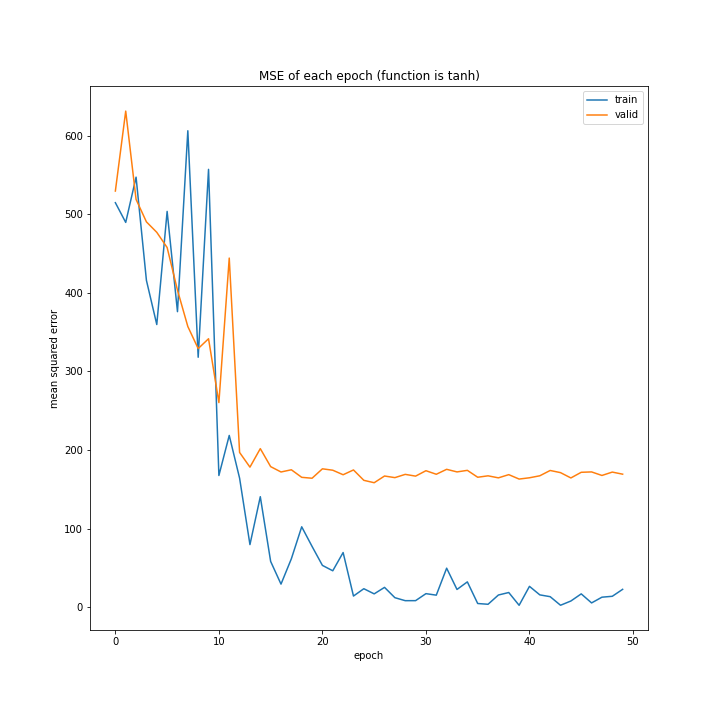 MSE of each epoch (function is tanh)
train
valid
600
500
400
300
200
100
0
mean squared error
0 10 20 30 40 50
epoch